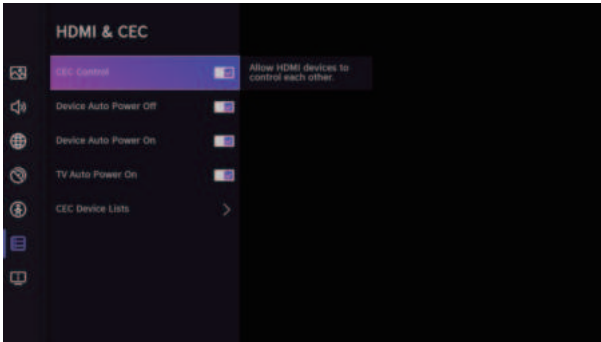 HDMI & CEC
CEC Control
Allow HDMI devices to
control each other.
Device Auto Power Off
Device Auto Power On
TV Auto Power On
CEC Device Lists